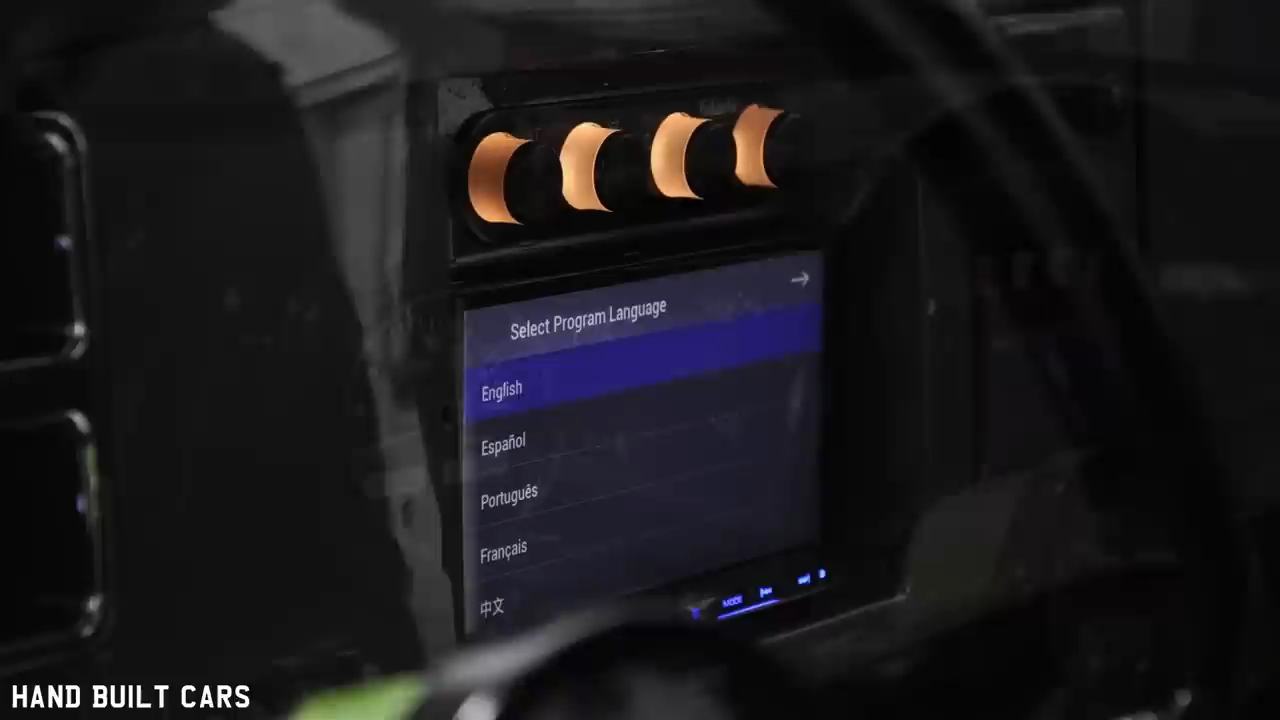 Select Program Language
→
English
Español
Português
Français
中文
MODE
HAND BUILT CARS